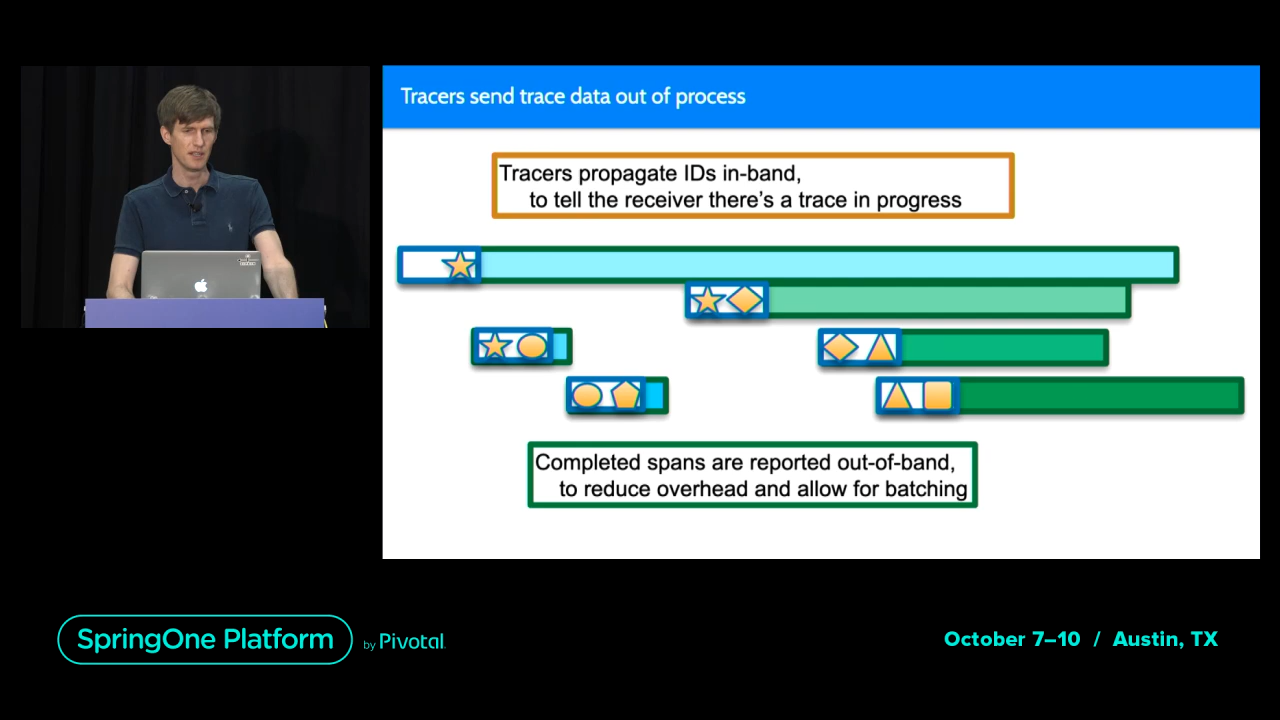 Tracers send trace data out of process
Tracers propagate IDs in-band,
to tell the receiver there's a trace in progress
Completed spans are reported out-of-band,
to reduce overhead and allow for batching
SpringOne Platform
by Pivotal
October 7–10 / Austin, TX